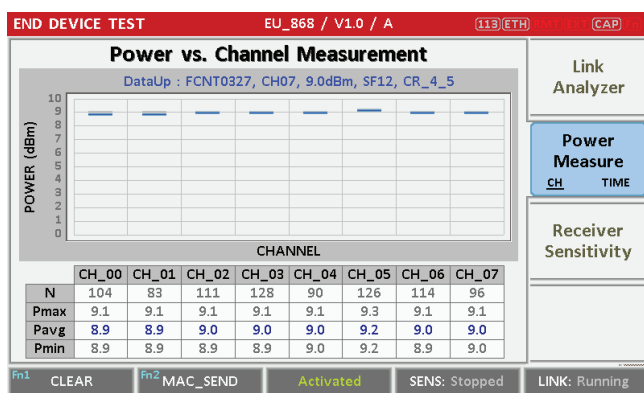 END DEVICE TEST EU_868 / V1.0 / A (113) (ETH) (CAP)
Power vs. Channel Measurement
DataUp : FCNT0327, CH07, 9.0dBm, SF12, CR_4_5
10
9
8
7
6
5
4
3
2
1
0
POWER (dBm)
CHANNEL
CH_00 CH_01 CH_02 CH_03 CH_04 CH_05 CH_06 CH_07
N 104 83 111 128 90 126 114 96
Pmax 9.1 9.1 9.1 9.1 9.1 9.3 9.1 9.1
Pavg 8.9 8.9 9.0 9.0 9.0 9.2 9.0 9.0
Pmin 8.9 8.9 8.9 9.0 9.0 9.2 8.9 9.0
Link
Analyzer
Power
Measure
CH TIME
Receiver
Sensitivity
Fn1 CLEAR Fn2 MAC_SEND Activated SENS: Stopped LINK: Running